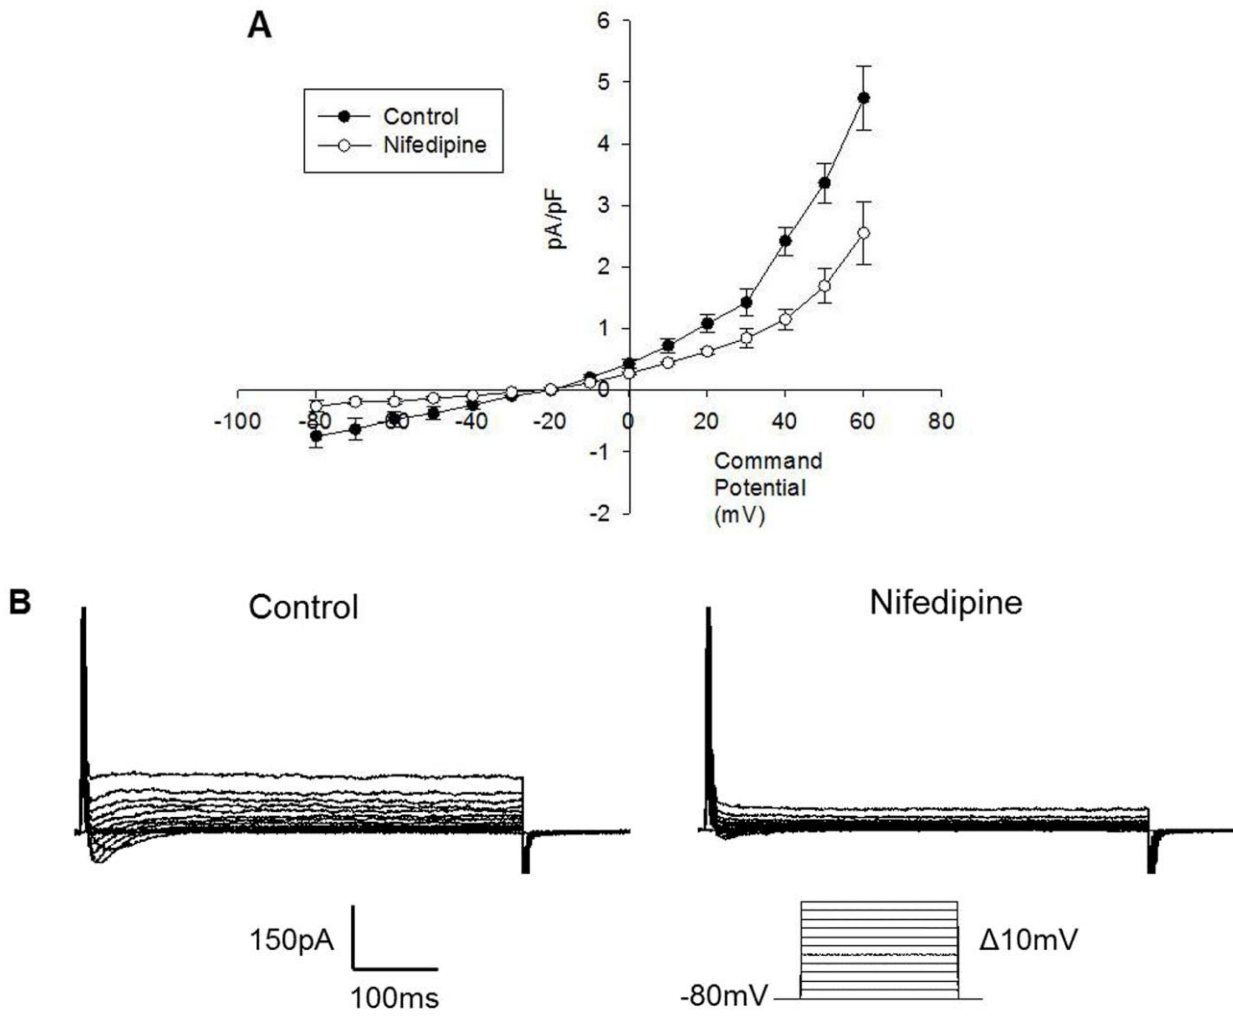 A
6
5
4
3
2
1
0
-1
-2
pA/pF
Control
Nifedipine
-100 -80 -60 -40 -20 0 20 40 60 80
Command
Potential
(mV)
B
Control
Nifedipine
150pA
100ms
Δ10mV
-80mV